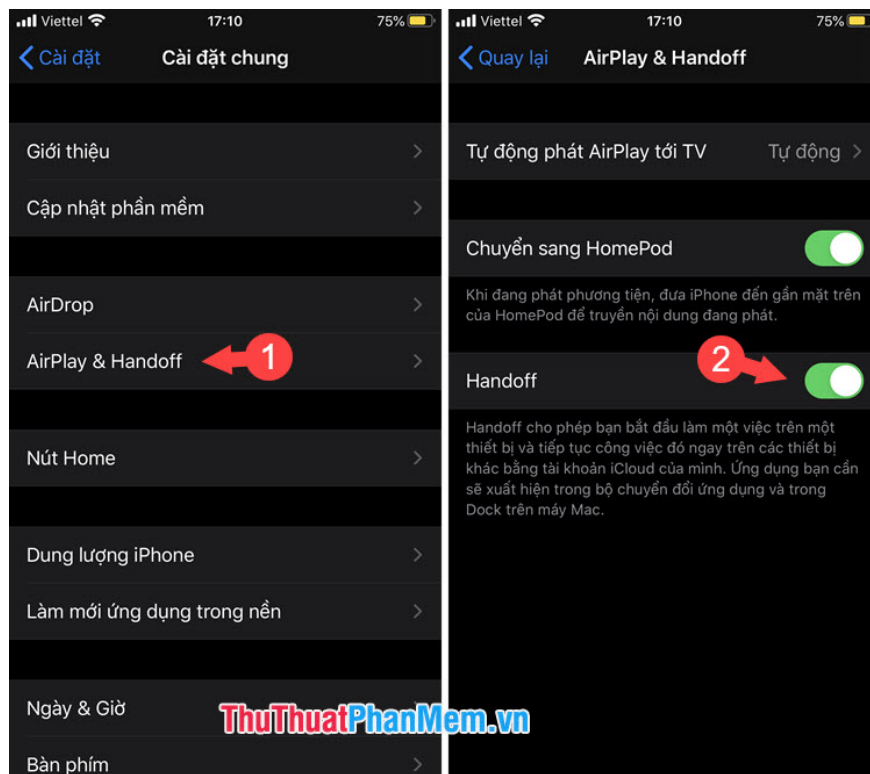 Viettel 17:10 75%
Cài đặt Cài đặt chung
Giới thiệu
Cập nhật phần mềm
AirDrop
AirPlay & Handoff 1
Nút Home
Dung lượng iPhone
Làm mới ứng dụng trong nền
Ngày & Giờ
Bàn phím
Viettel 17:10 75%
Quay lại AirPlay & Handoff
Tự động phát AirPlay tới TV Tự động
Chuyển sang HomePod
Khi đang phát phương tiện, đưa iPhone đến gần mặt trên
của HomePod để truyền nội dung đang phát.
2
Handoff
Handoff cho phép bạn bắt đầu làm một việc trên một
thiết bị và tiếp tục công việc đó ngay trên các thiết bị
khác bằng tài khoản iCloud của mình. Ứng dụng bạn cần
sẽ xuất hiện trong bộ chuyển đổi ứng dụng và trong
Dock trên máy Mac.
ThuThuatPhanMem.vn